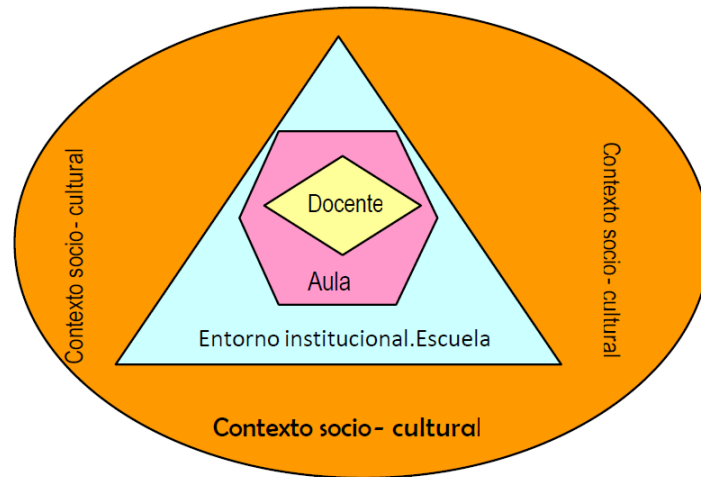 Contexto socio- cultural
Contexto socio- cultural
Docente
Aula
Entorno institucional.Escuela
Contexto socio- cultural